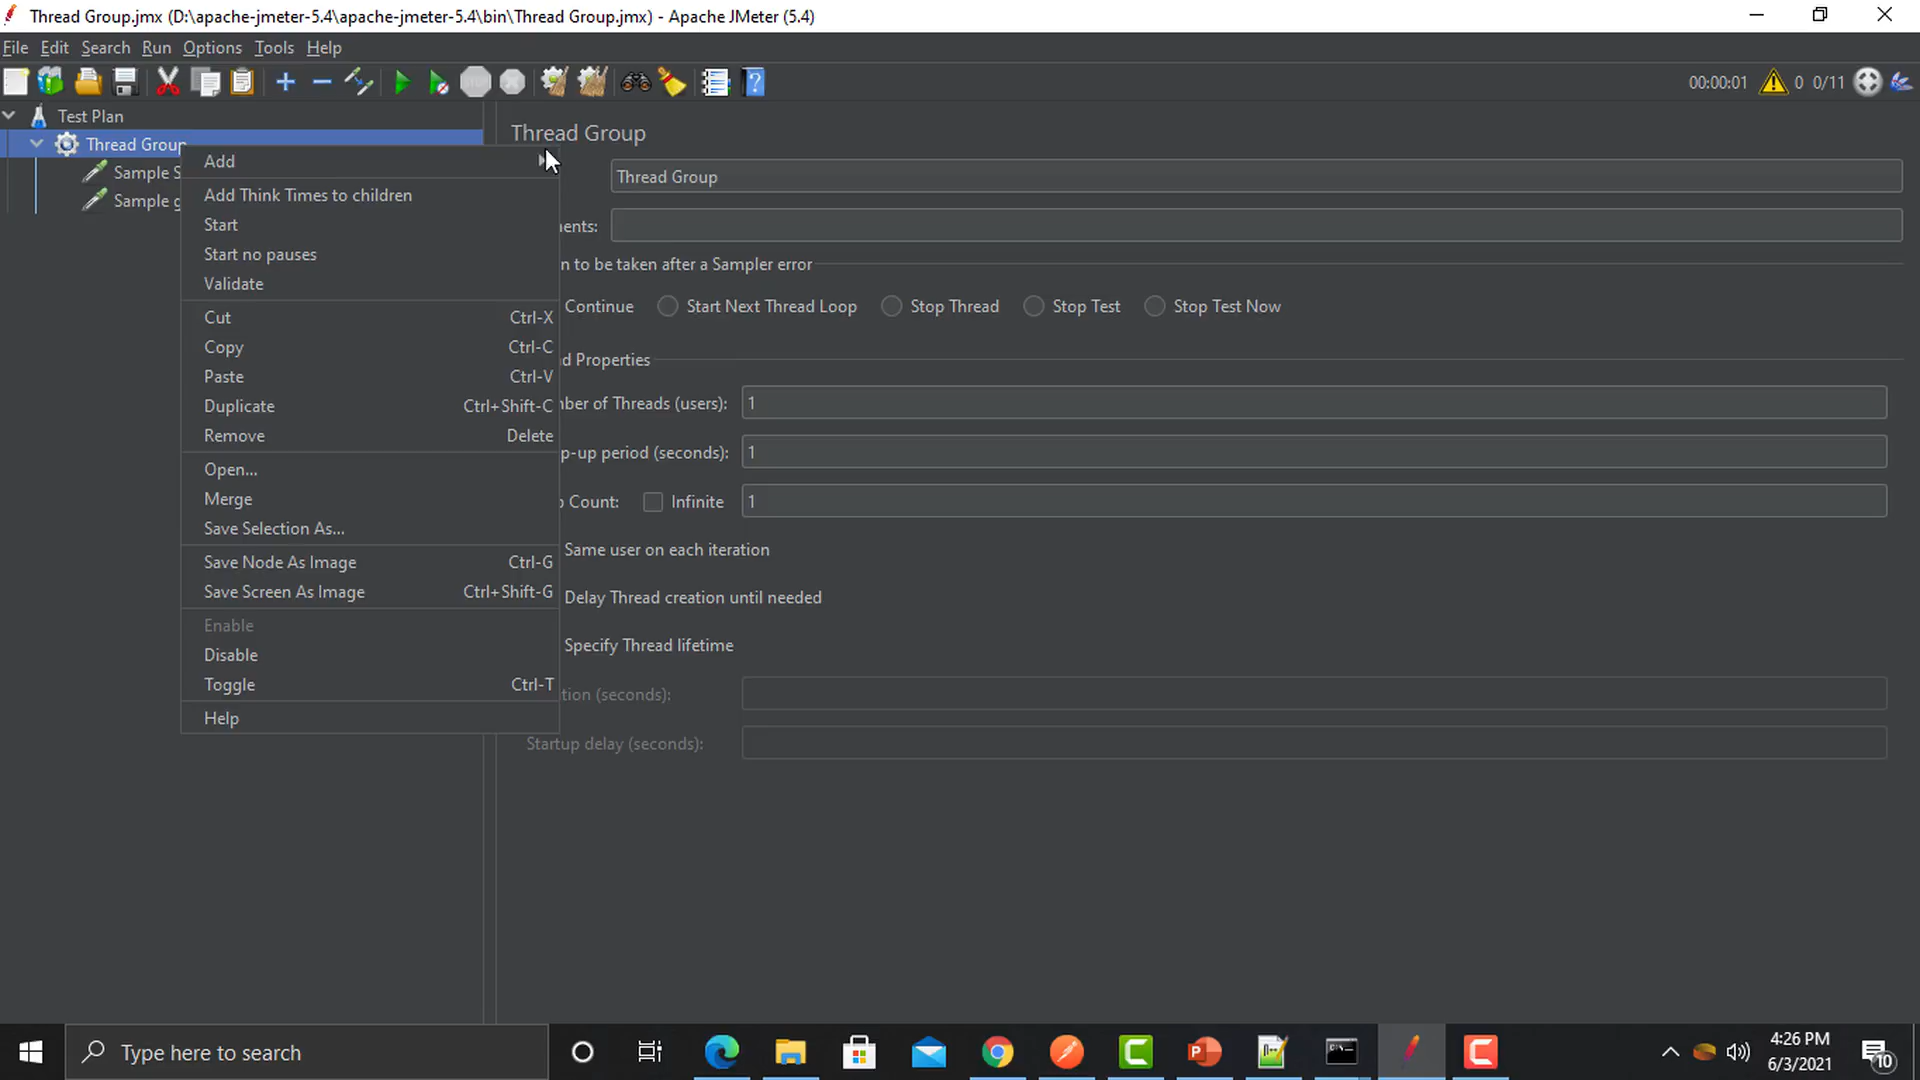 Thread Group.jmx (D:\apache-jmeter-5.4\apache-jmeter-5.4\bin\Thread Group.jmx) - Apache JMeter (5.4)
File Edit Search Run Options Tools Help
00:00:01 0 0/11
Test Plan
Thread Group
Sample S
Sample g
Add
Add Think Times to children
Start
Start no pauses
Validate
Cut Ctrl-X
Copy Ctrl-C
Paste Ctrl-V
Duplicate Ctrl+Shift-C
Remove Delete
Open...
Merge
Save Selection As...
Save Node As Image Ctrl-G
Save Screen As Image Ctrl+Shift-G
Enable
Disable
Toggle Ctrl-T
Help
Thread Group
Thread Group
ents:
n to be taken after a Sampler error
Continue Start Next Thread Loop Stop Thread Stop Test Stop Test Now
d Properties
ber of Threads (users): 1
p-up period (seconds): 1
Count: Infinite 1
Same user on each iteration
Delay Thread creation until needed
Specify Thread lifetime
tion (seconds):
Startup delay (seconds):
Type here to search
4:26 PM
6/3/2021
10